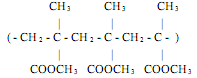 CH₃ CH₃ CH₃
(-CH₂-C-CH₂-C-CH₂-C-)
COOCH₃ COOCH₃ COOCH₃